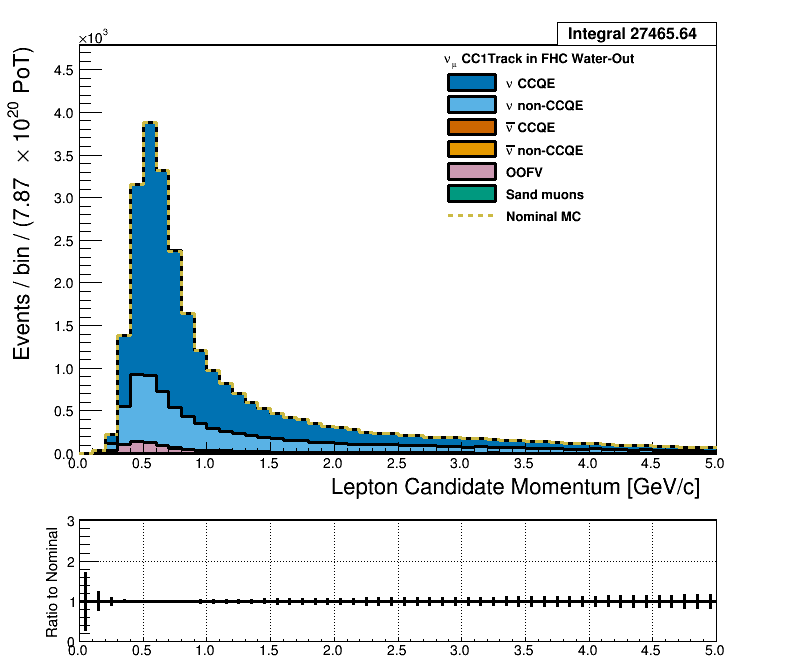 Integral 27465.64
×10³
ν_μ CC1Track in FHC Water-Out
ν CCQE
ν non-CCQE
ν̅ CCQE
ν̅ non-CCQE
OOFV
Sand muons
Nominal MC
Events / bin / (7.87 × 10²⁰ PoT)
4.5
4.0
3.5
3.0
2.5
2.0
1.5
1.0
0.5
0.0
0.0 0.5 1.0 1.5 2.0 2.5 3.0 3.5 4.0 4.5 5.0
Lepton Candidate Momentum [GeV/c]
Ratio to Nominal
3
2
1
0
0.0 0.5 1.0 1.5 2.0 2.5 3.0 3.5 4.0 4.5 5.0